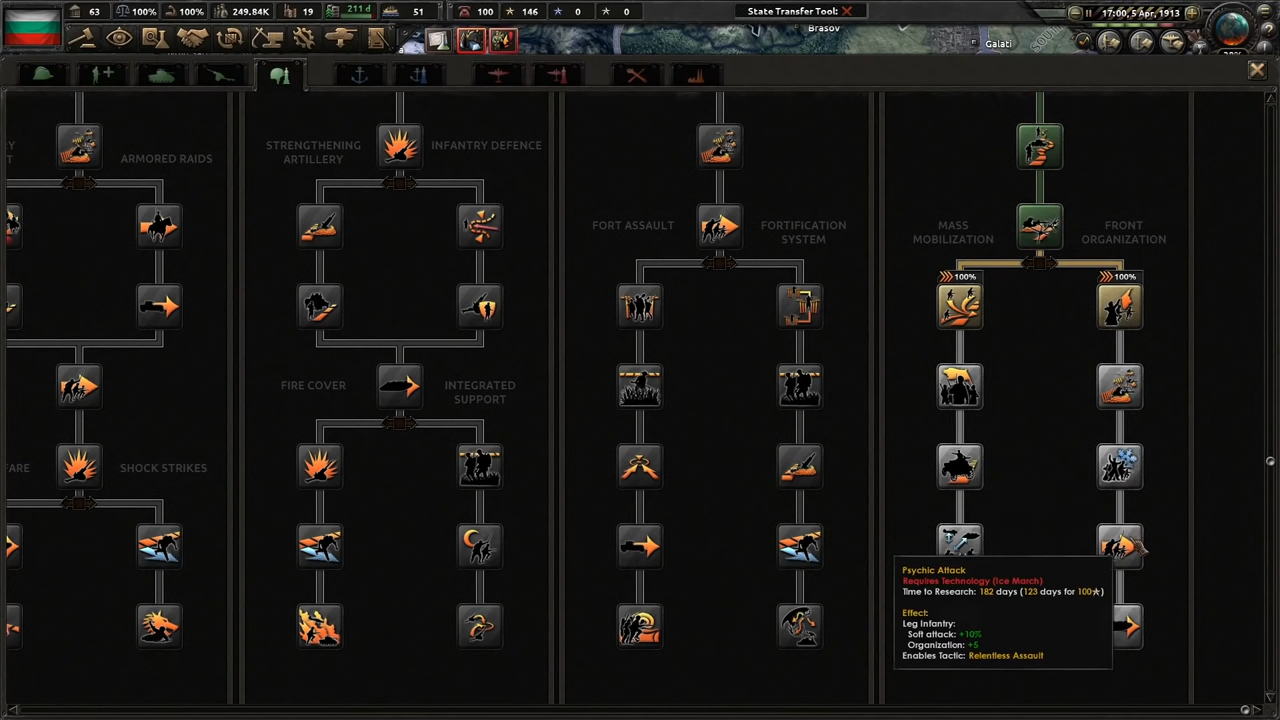 63
100%
100%
249.84K
19
211 d
51
100
146
0
0
State Transfer Tool:
17:00, 5 Apr, 1913
Brasov
Galati
ARMORED RAIDS
STRENGTHENING
ARTILLERY
INFANTRY DEFENCE
FORT ASSAULT
FORTIFICATION
SYSTEM
MASS
MOBILIZATION
FRONT
ORGANIZATION
100%
100%
FIRE COVER
INTEGRATED
SUPPORT
FARE
SHOCK STRIKES
Psychic Attack
Requires Technology (Ice March)
Time to Research: 182 days (123 days for 100★)
Effect:
Leg Infantry:
Soft attack: +10%
Organization: +5
Enables Tactic: Relentless Assault